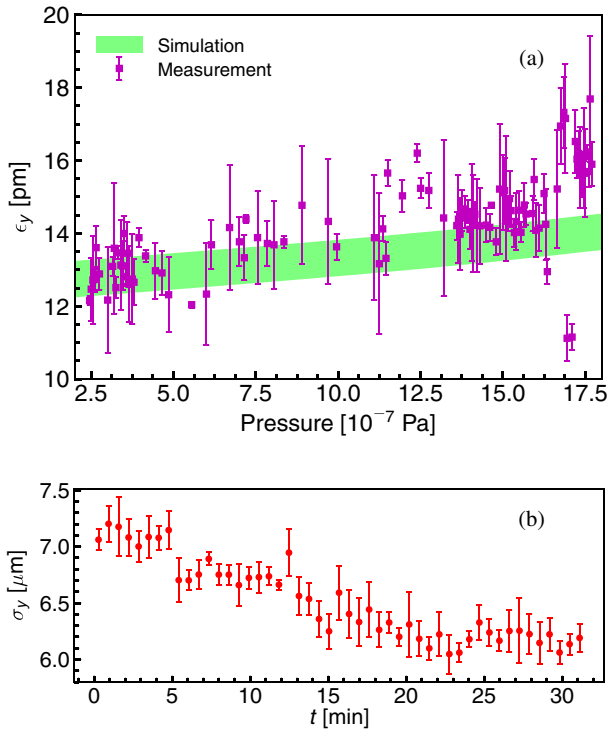 20
18
16
14
12
10
ϵy [pm]
Simulation
Measurement
(a)
2.5 5.0 7.5 10.0 12.5 15.0 17.5
Pressure [10⁻⁷ Pa]
7.5
7.0
6.5
6.0
σy [μm]
(b)
0 5 10 15 20 25 30
t [min]